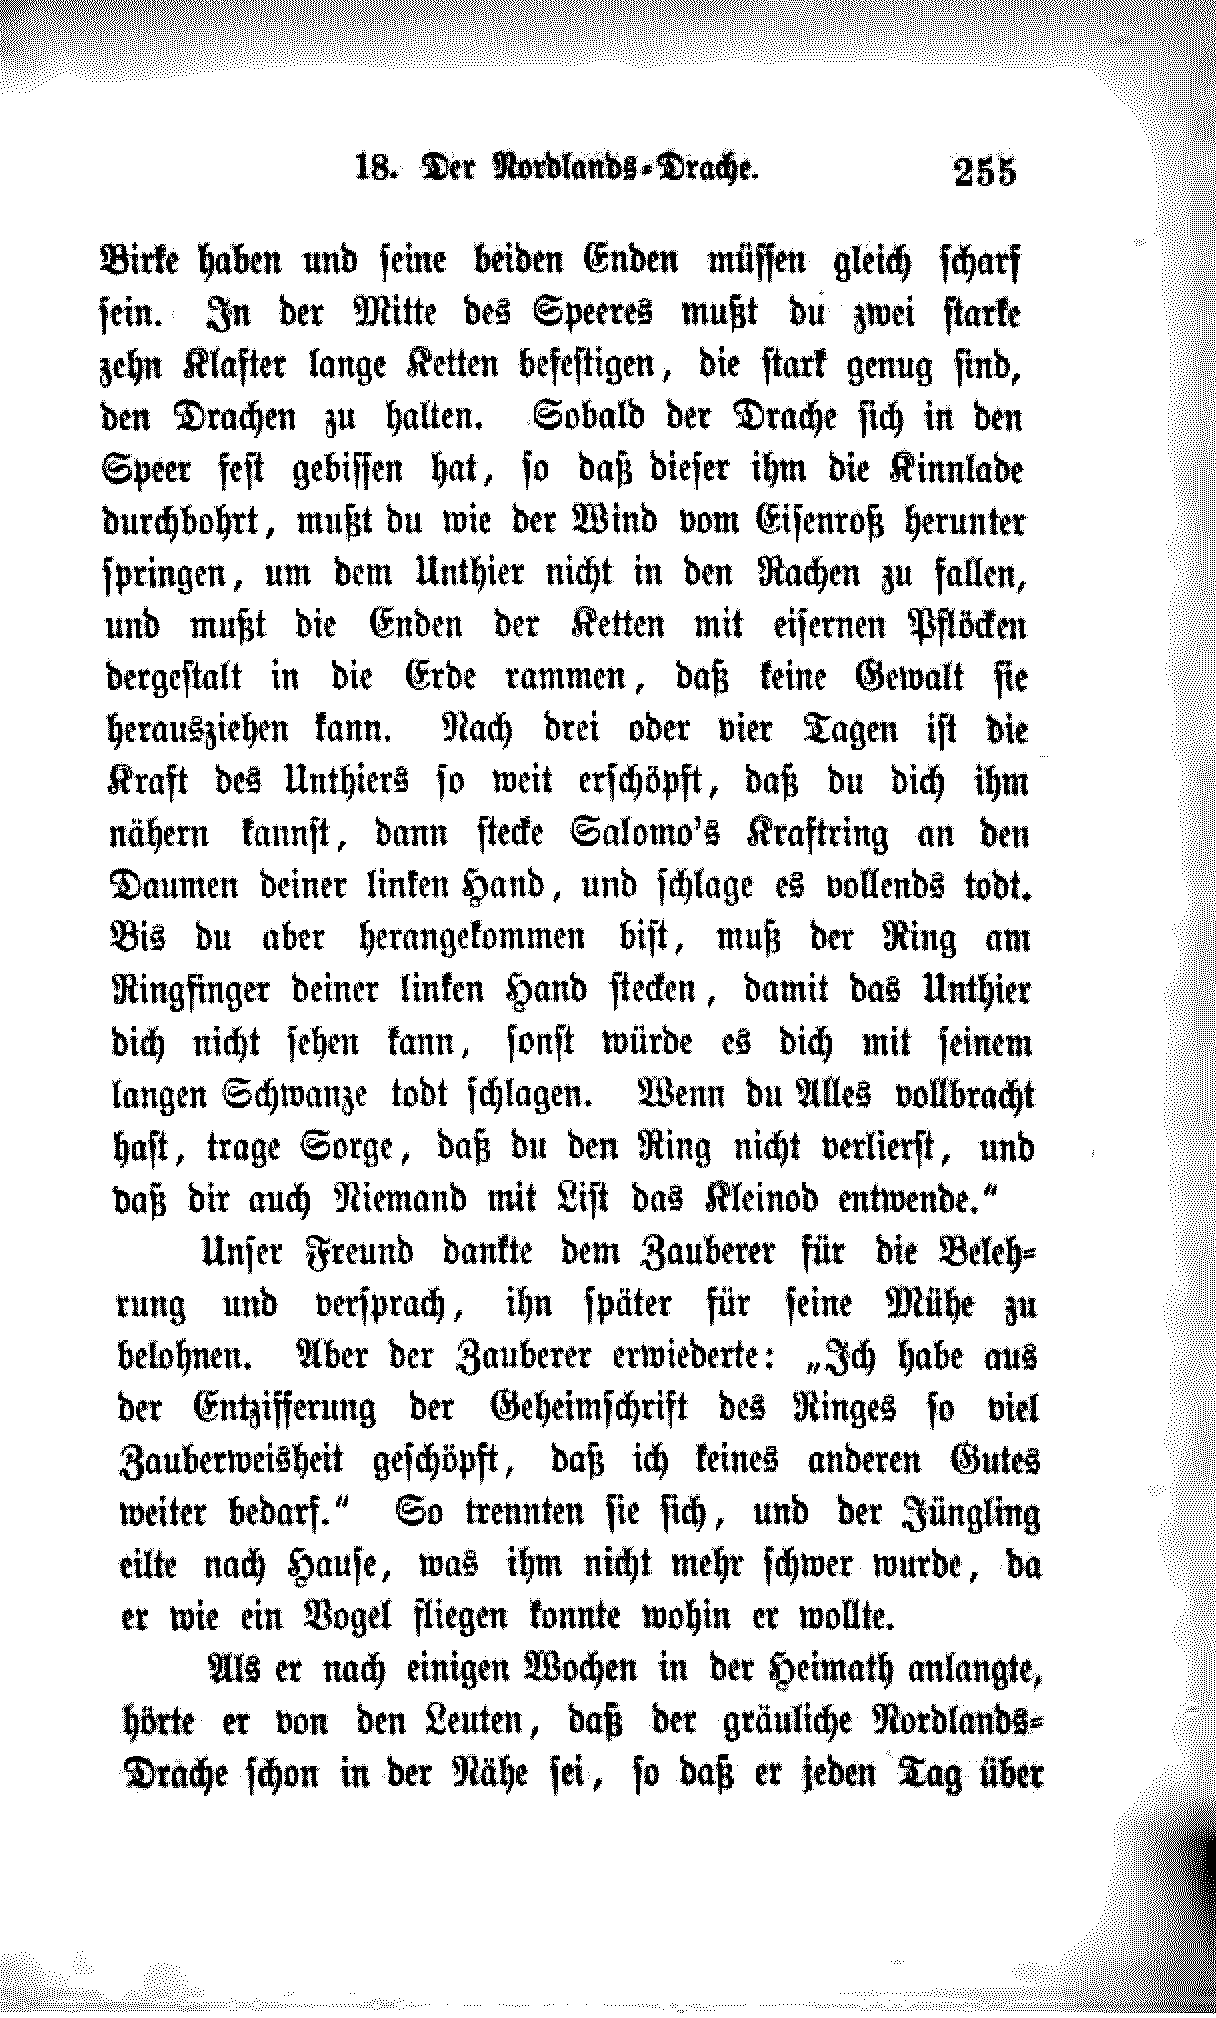 18. Der Nordlands-Drache. 255
Birke haben und seine beiden Enden müssen gleich scharf
sein. In der Mitte des Speeres mußt du zwei starke
zehn Klafter lange Ketten befestigen, die stark genug sind,
den Drachen zu halten. Sobald der Drache sich in den
Speer fest gebissen hat, so daß dieser ihm die Kinnlade
durchbohrt, mußt du wie der Wind vom Eisenroß herunter
springen, um dem Unthier nicht in den Rachen zu fallen,
und mußt die Enden der Ketten mit eisernen Pflöcken
dergestalt in die Erde rammen, daß keine Gewalt sie
herausziehen kann. Nach drei oder vier Tagen ist die
Kraft des Unthiers so weit erschöpft, daß du dich ihm
nähern kannst, dann stecke Salomo's Kraftring an den
Daumen deiner linken Hand, und schlage es vollends todt.
Bis du aber herangekommen bist, muß der Ring am
Ringfinger deiner linken Hand stecken, damit das Unthier
dich nicht sehen kann, sonst würde es dich mit seinem
langen Schwanze todt schlagen. Wenn du Alles vollbracht
hast, trage Sorge, daß du den Ring nicht verlierst, und
daß dir auch Niemand mit List das Kleinod entwende.“
Unser Freund dankte dem Zauberer für die Beleh-
rung und versprach, ihn später für seine Mühe zu
belohnen. Aber der Zauberer erwiederte: „Ich habe aus
der Entzifferung der Geheimschrift des Ringes so viel
Zauberweisheit geschöpft, daß ich keines anderen Gutes
weiter bedarf.“ So trennten sie sich, und der Jüngling
eilte nach Hause, was ihm nicht mehr schwer wurde, da
er wie ein Vogel fliegen konnte wohin er wollte.
Als er nach einigen Wochen in der Heimath anlangte,
hörte er von den Leuten, daß der gräuliche Nordlands-
Drache schon in der Nähe sei, so daß er jeden Tag über